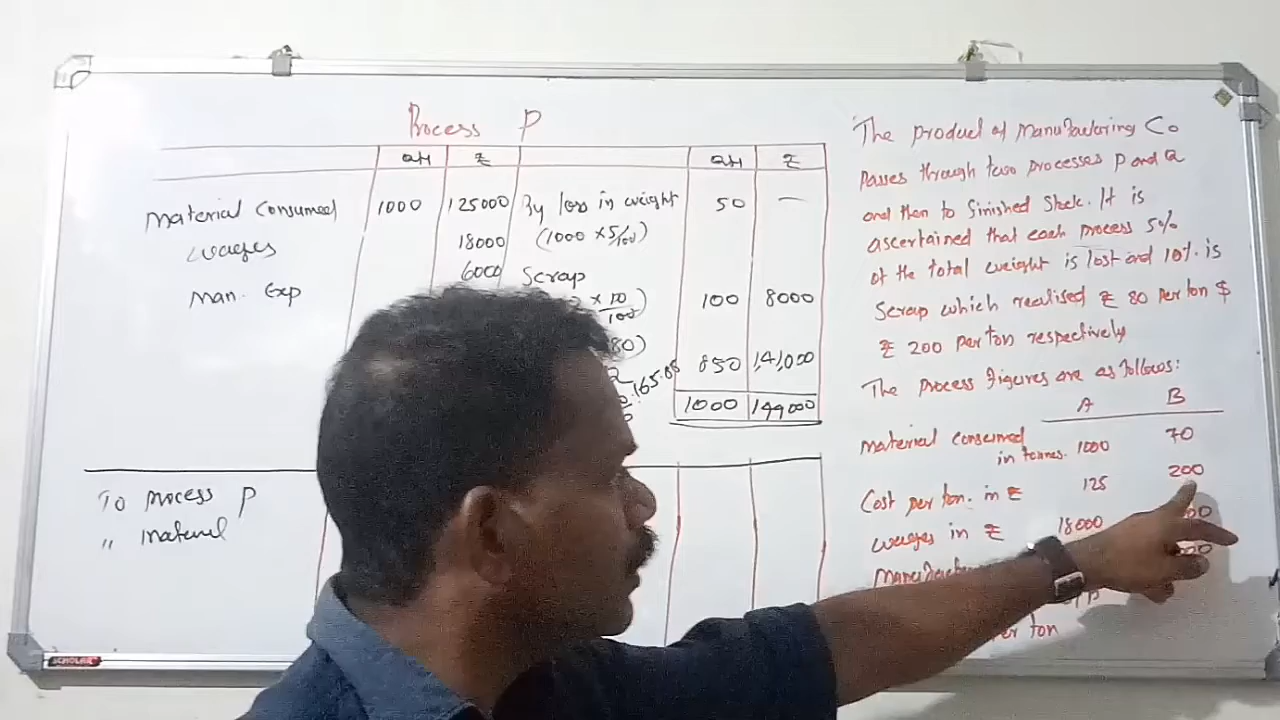 Process P
Qty ₹ Qty ₹
Material Consumed 1000 125000 By loss in weight 50 —
Wages 18000 (1000 × 5/100)
Man. Exp 6000 Scrap
× 10/100) 100 8000
80)
165.88 850 1,41,000
1000 149000
To Process P
" Material
The product of Manufacturing Co
Passes through two processes P and Q
and then to finished stock. It is
ascertained that each process 5%
of the total weight is lost and 10% is
Scrap which realised ₹ 80 per ton $
₹ 200 per ton respectively
The process figures are as follows:
A B
Material consumed
in tonnes. 1000 70
Cost per ton. in ₹ 125 200
Wages in ₹ 18000
per ton
SCHOLAR